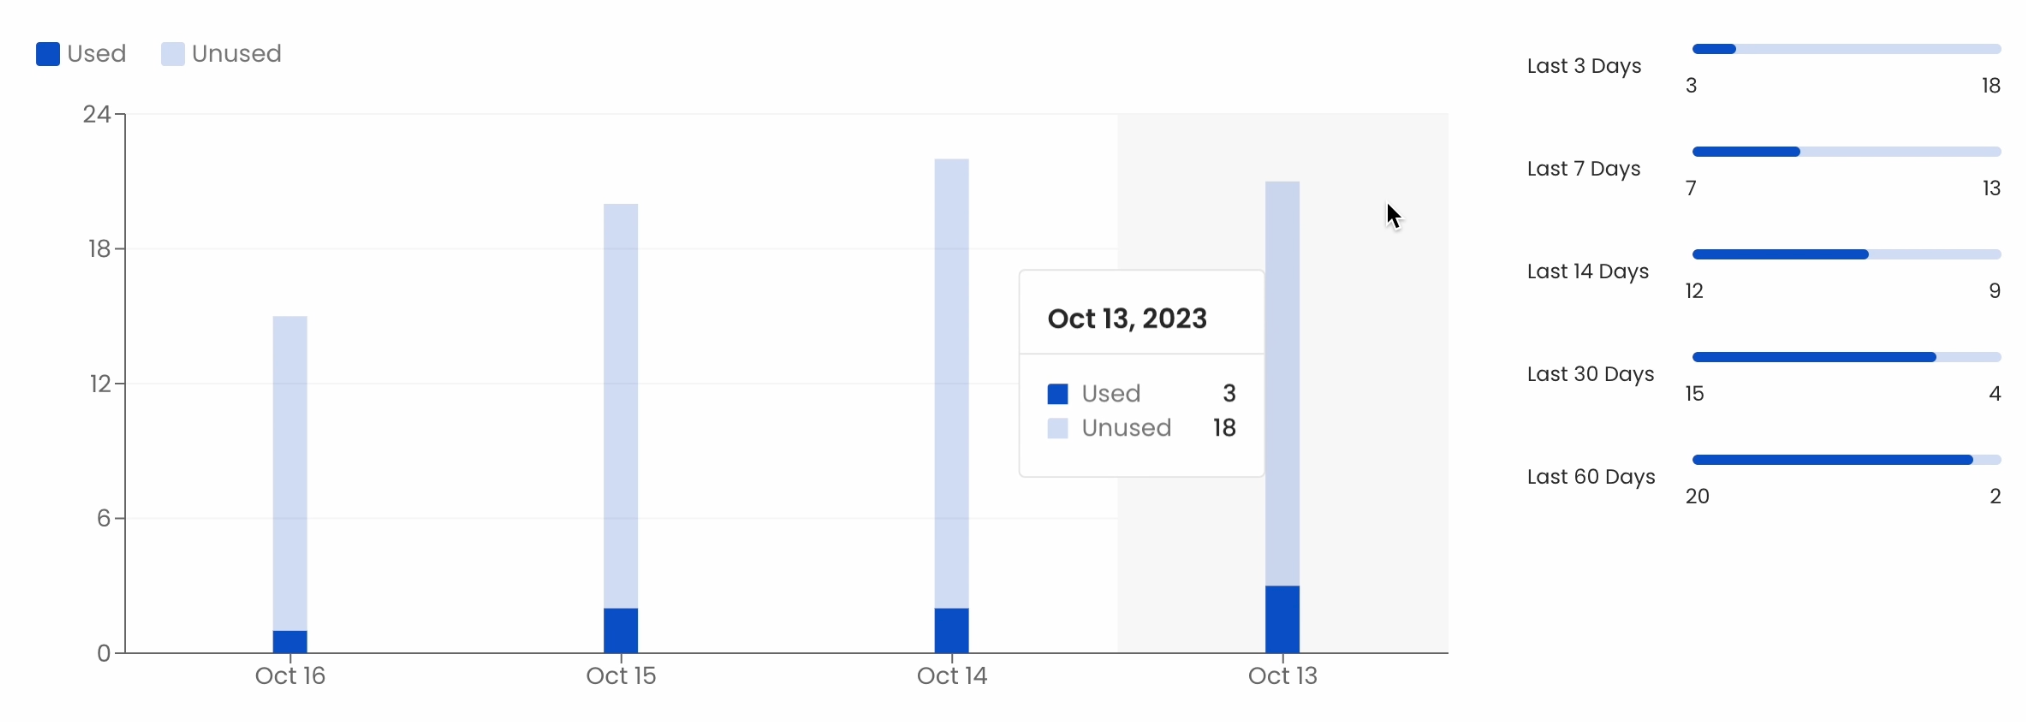 Used Unused
24
18
12
6
0
Oct 16 Oct 15 Oct 14 Oct 13
Oct 13, 2023
Used 3
Unused 18
Last 3 Days
3 18
Last 7 Days
7 13
Last 14 Days
12 9
Last 30 Days
15 4
Last 60 Days
20 2